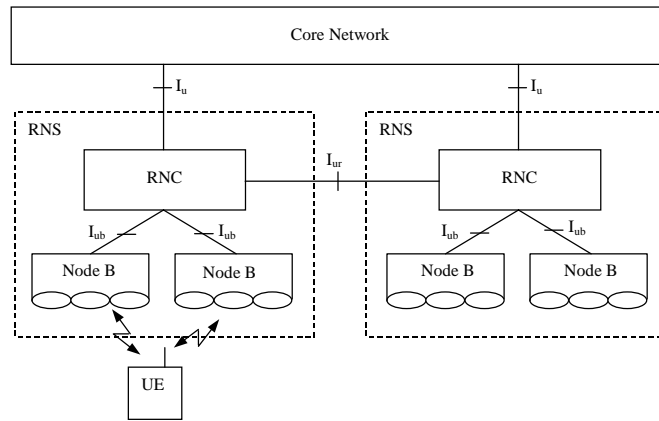 Core Network
Iu
Iu
RNS
RNS
Iur
RNC
RNC
Iub
Iub
Iub
Iub
Node B
Node B
Node B
Node B
UE